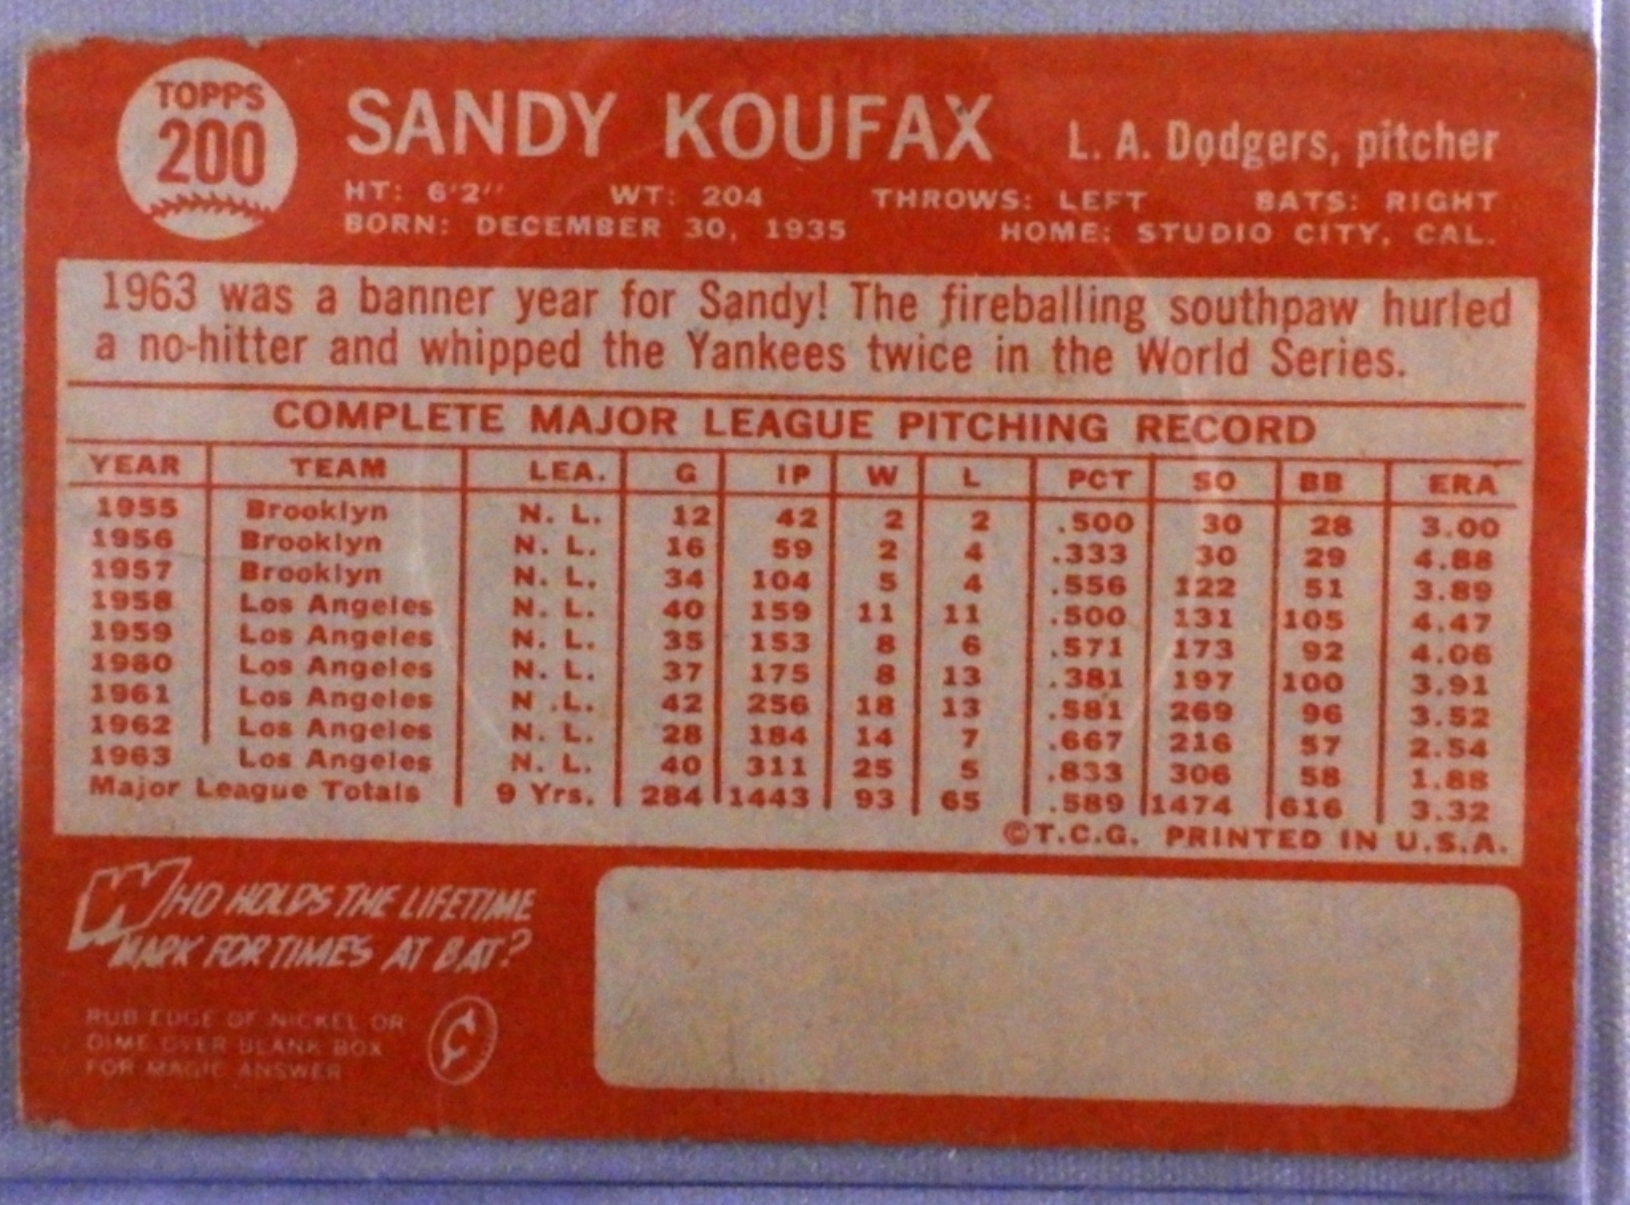 TOPPS
200
SANDY KOUFAX L. A. Dodgers, pitcher
HT: 6'2" WT: 204 THROWS: LEFT BATS: RIGHT
BORN: DECEMBER 30, 1935 HOME: STUDIO CITY, CAL.
1963 was a banner year for Sandy! The fireballing southpaw hurled
a no-hitter and whipped the Yankees twice in the World Series.
COMPLETE MAJOR LEAGUE PITCHING RECORD
YEAR TEAM LEA. G IP W L PCT SO BB ERA
1955 Brooklyn N. L. 12 42 2 2 .500 30 28 3.00
1956 Brooklyn N. L. 16 59 2 4 .333 30 29 4.88
1957 Brooklyn N. L. 34 104 5 4 .556 122 51 3.89
1958 Los Angeles N. L. 40 159 11 11 .500 131 105 4.47
1959 Los Angeles N. L. 35 153 8 6 .571 173 92 4.06
1960 Los Angeles N. L. 37 175 8 13 .381 197 100 3.91
1961 Los Angeles N .L. 42 256 18 13 .581 269 96 3.52
1962 Los Angeles N. L. 28 184 14 7 .667 216 57 2.54
1963 Los Angeles N. L. 40 311 25 5 .833 306 58 1.88
Major League Totals 9 Yrs. 284 1443 93 65 .589 1474 616 3.32
©T.C.G. PRINTED IN U.S.A.
WHO HOLDS THE LIFETIME
MARK FOR TIMES AT BAT?
RUB EDGE OF NICKEL OR
DIME OVER BLANK BOX
FOR MAGIC ANSWER
¢